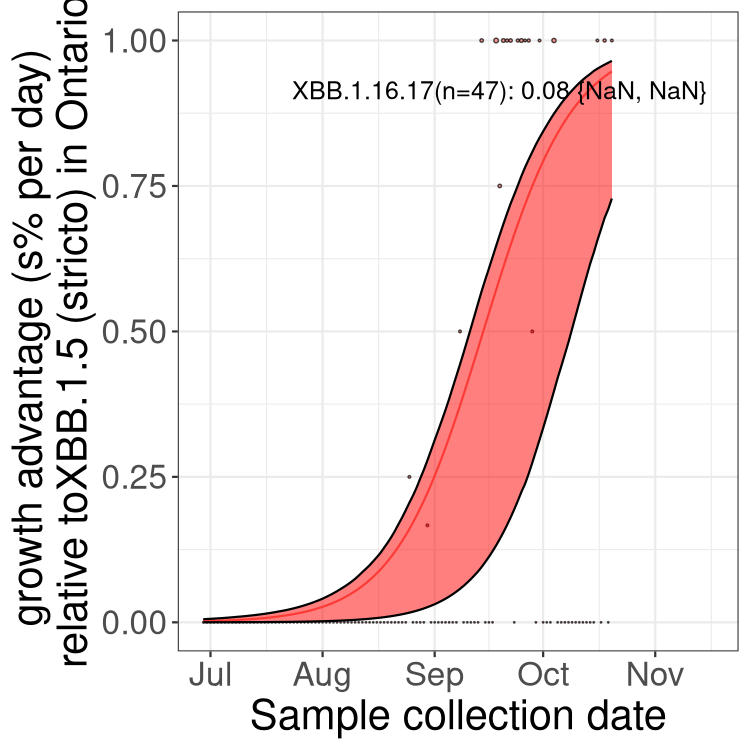 growth advantage (s% per day)
relative toXBB.1.5 (stricto) in Ontario
1.00
0.75
0.50
0.25
0.00
XBB.1.16.17(n=47): 0.08 {NaN, NaN}
Jul Aug Sep Oct Nov
Sample collection date